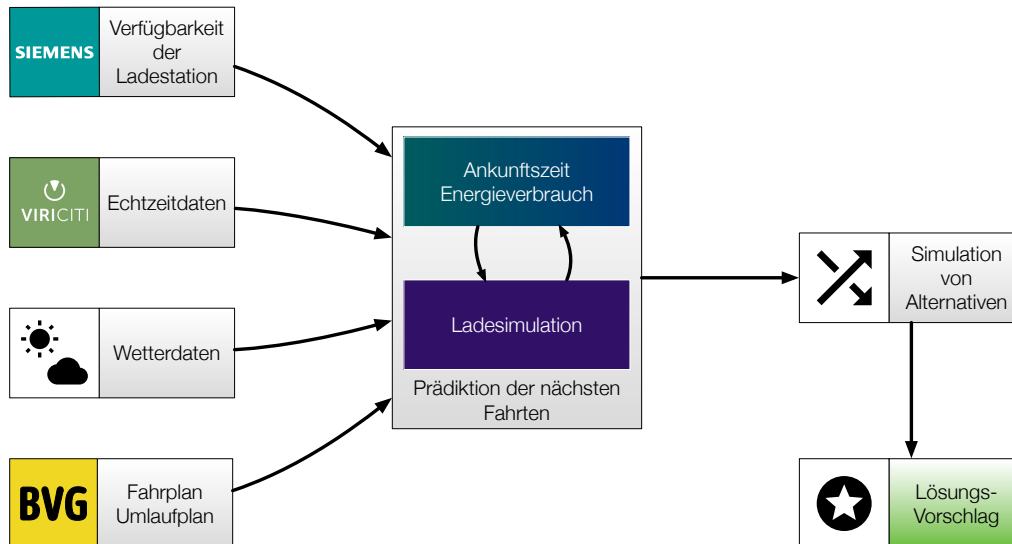 SIEMENS
Verfügbarkeit
der
Ladestation
VIRICITI
Echtzeitdaten
Wetterdaten
BVG
Fahrplan
Umlaufplan
Ankunftszeit
Energieverbrauch
Ladesimulation
Prädiktion der nächsten
Fahrten
Simulation
von
Alternativen
Lösungs-
Vorschlag